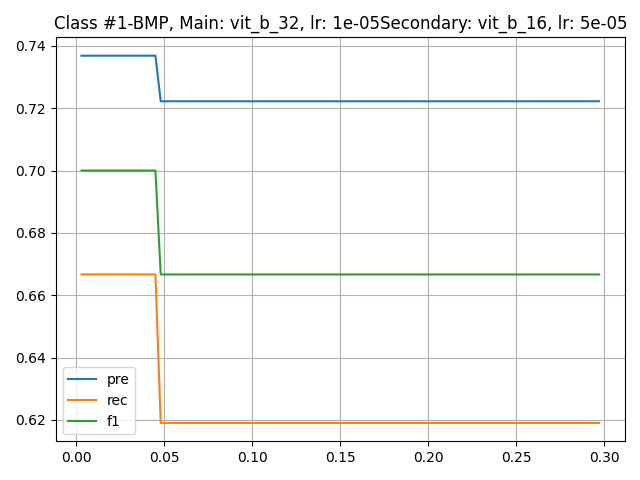 Class #1-BMP, Main: vit_b_32, lr: 1e-05Secondary: vit_b_16, lr: 5e-05
0.74
0.72
0.70
0.68
0.66
0.64
0.62
pre
rec
f1
0.00 0.05 0.10 0.15 0.20 0.25 0.30